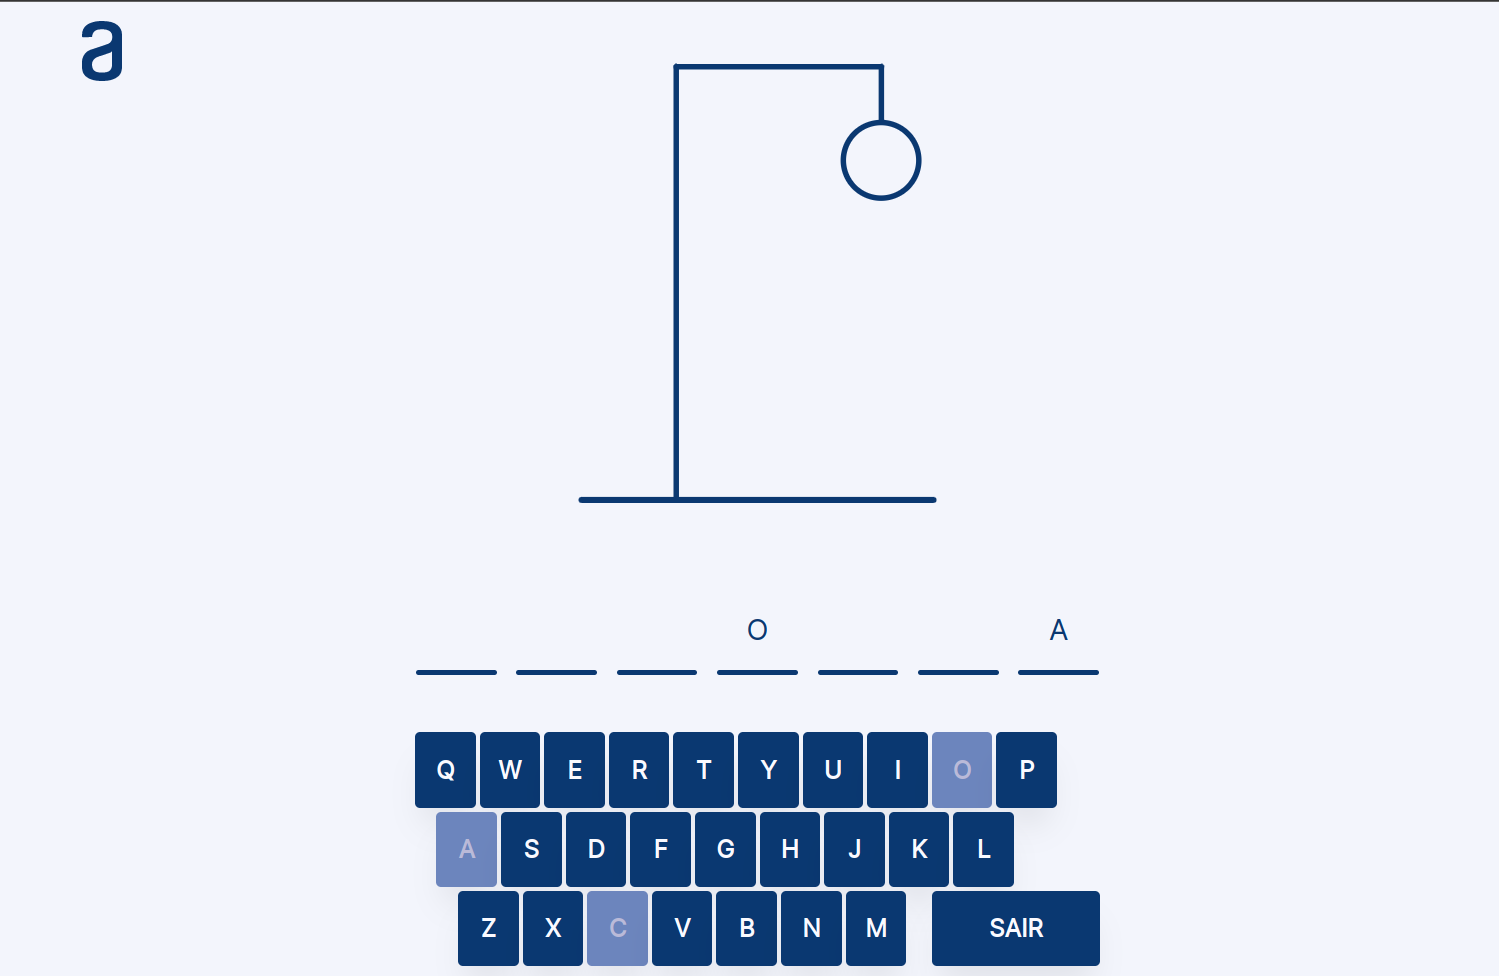 a
O A
Q W E R T Y U I O P
A S D F G H J K L
Z X C V B N M SAIR